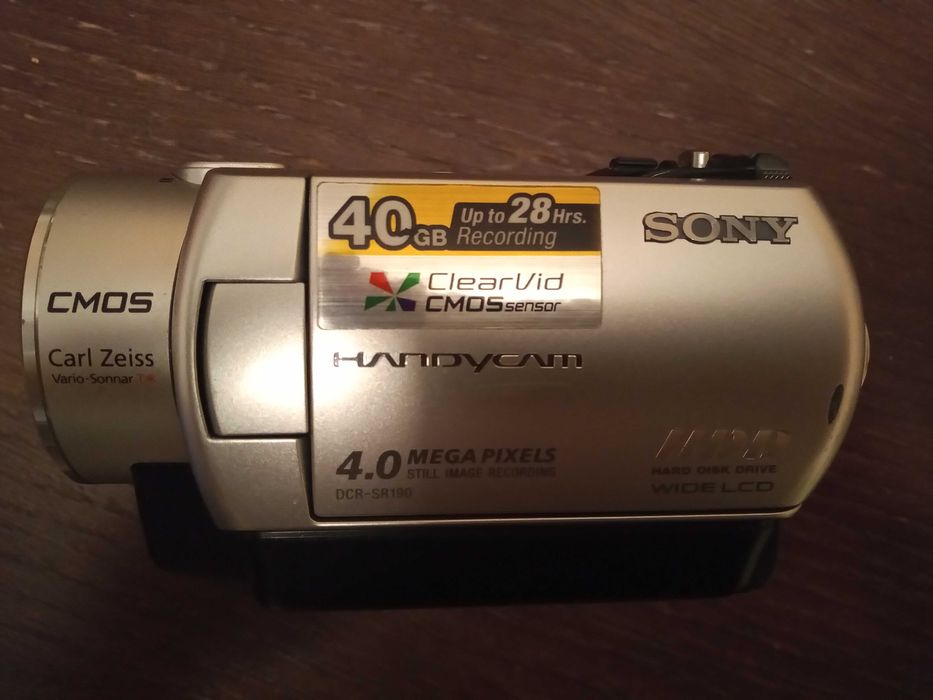 CMOS
Carl Zeiss
Vario-Sonnar T*
40GB Up to 28 Hrs.
Recording
ClearVid
CMOS sensor
SONY
HANDYCAM
4.0 MEGA PIXELS
STILL IMAGE RECORDING
DCR-SR190
HDD
HARD DISK DRIVE
WIDE LCD